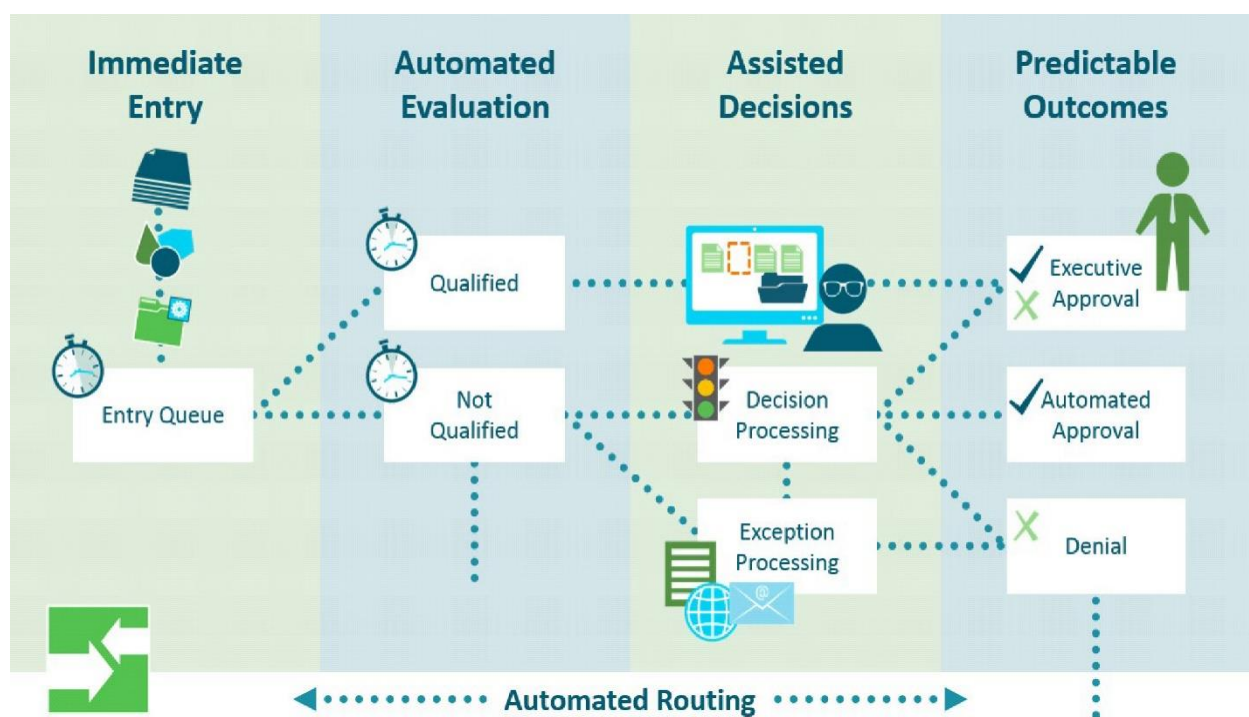 Immediate
Entry
Automated
Evaluation
Assisted
Decisions
Predictable
Outcomes
Qualified
Executive
Approval
Entry Queue
Not
Qualified
Decision
Processing
Automated
Approval
Exception
Processing
@
Denial
Automated Routing